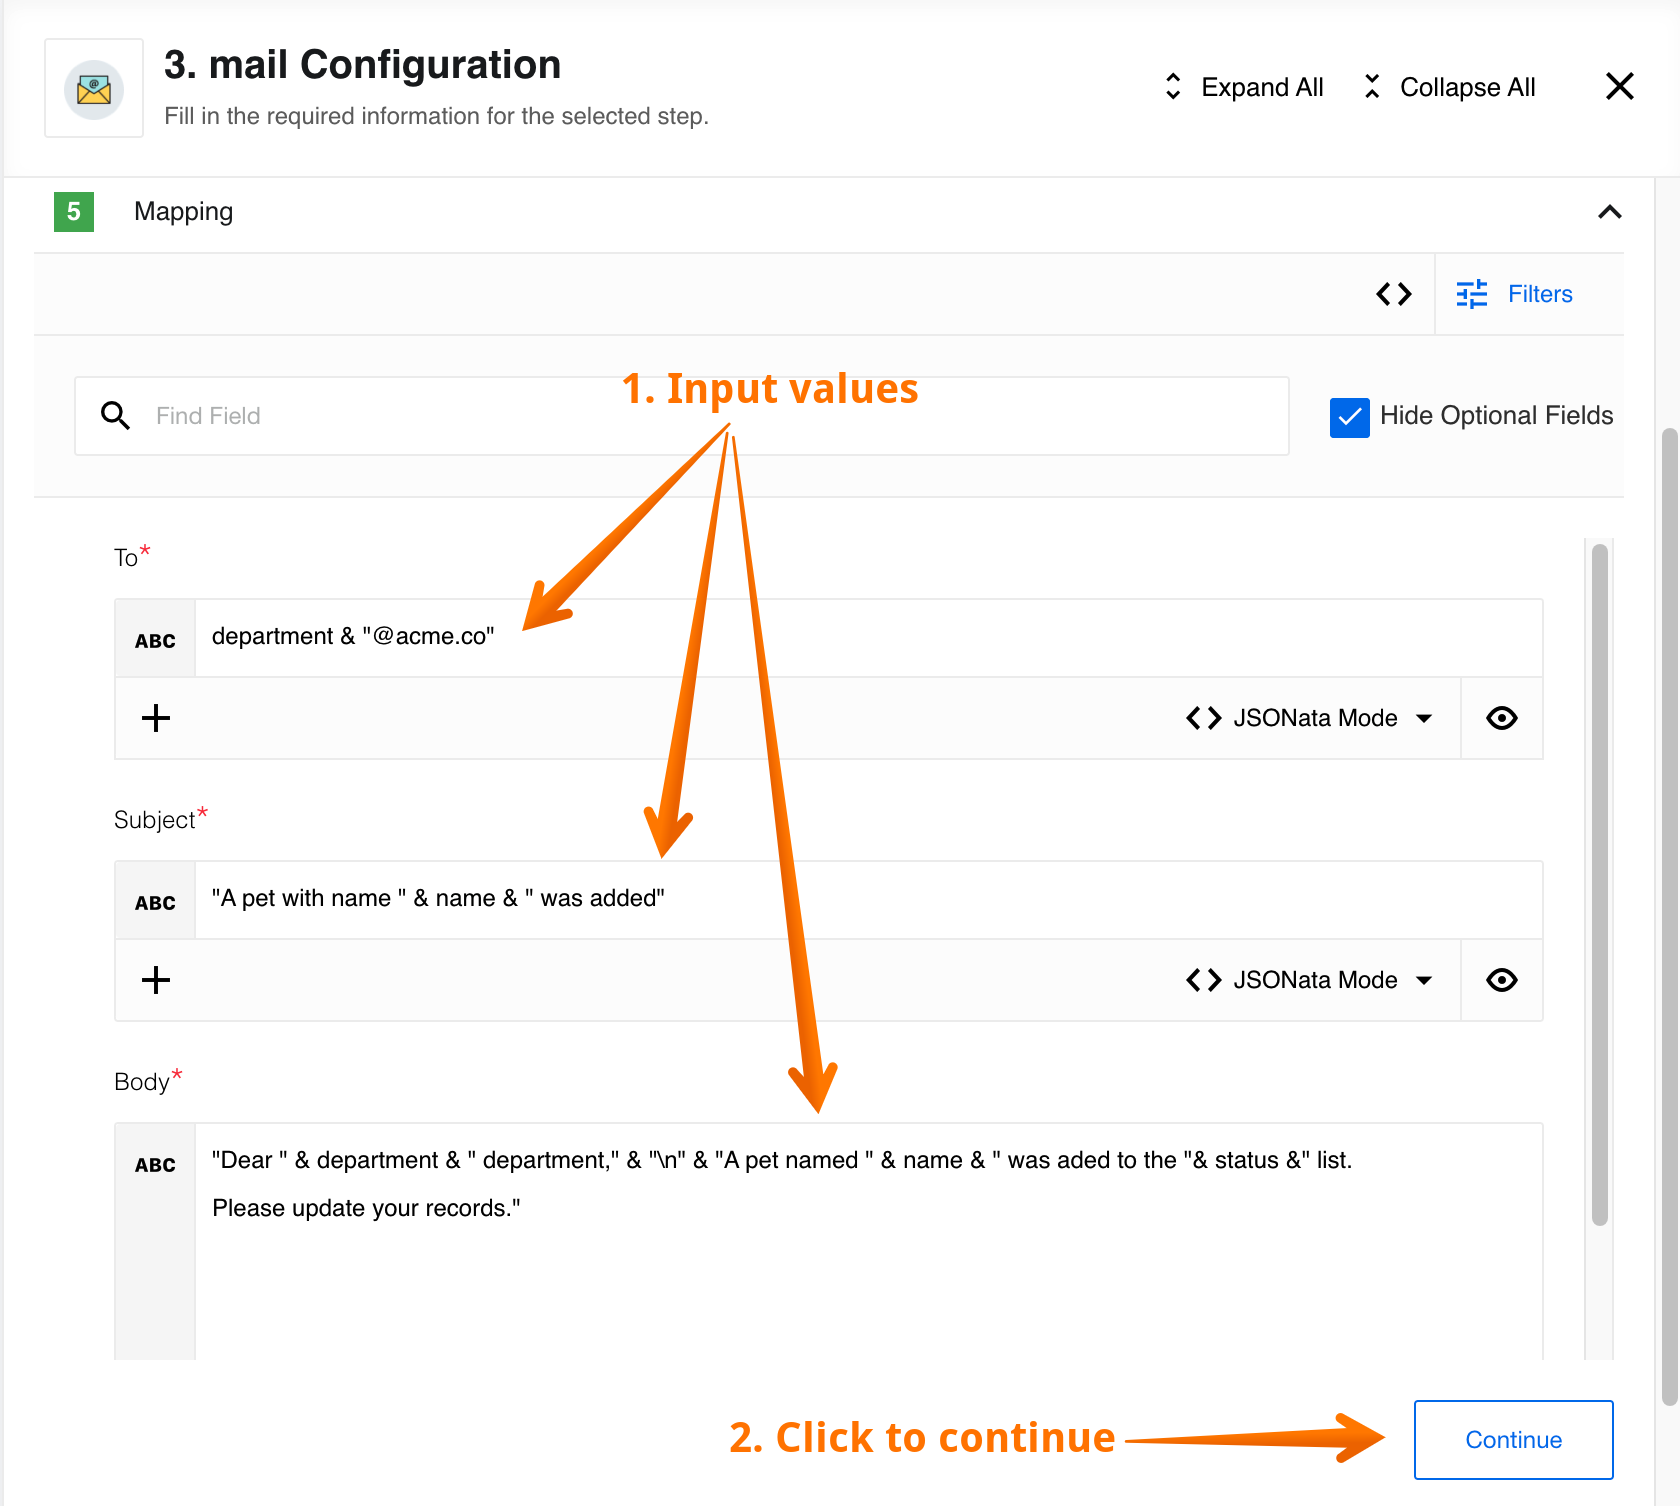 3. mail Configuration
Fill in the required information for the selected step.
Expand All
Collapse All
5
Mapping
Filters
1. Input values
Find Field
Hide Optional Fields
To*
ABC
department & "@acme.co"
JSONata Mode
Subject*
ABC
"A pet with name " & name & " was added"
JSONata Mode
Body*
ABC
"Dear " & department & " department," & "\n" & "A pet named " & name & " was aded to the "& status &" list.
Please update your records."
2. Click to continue
Continue